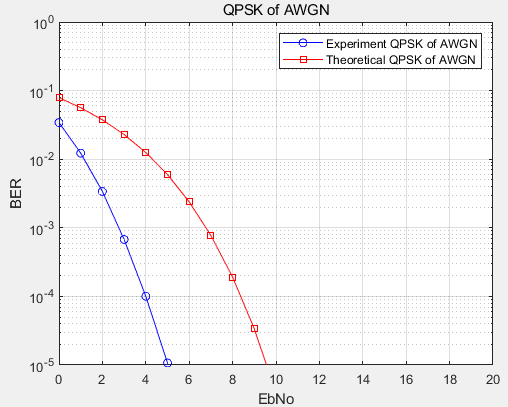 QPSK of AWGN
10^0
Experiment QPSK of AWGN
Theoretical QPSK of AWGN
10^-1
10^-2
BER
10^-3
10^-4
10^-5
0 2 4 6 8 10 12 14 16 18 20
EbNo